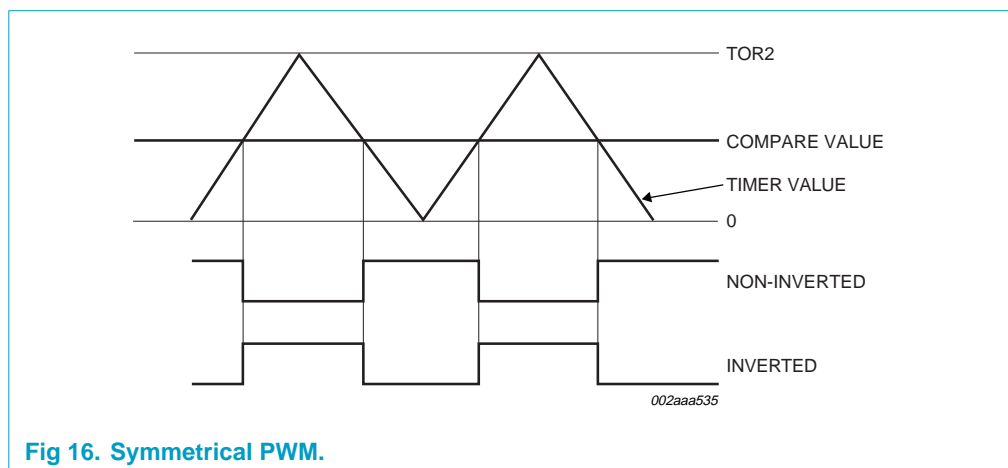 TOR2
COMPARE VALUE
TIMER VALUE
0
NON-INVERTED
INVERTED
002aaa535
Fig 16. Symmetrical PWM.